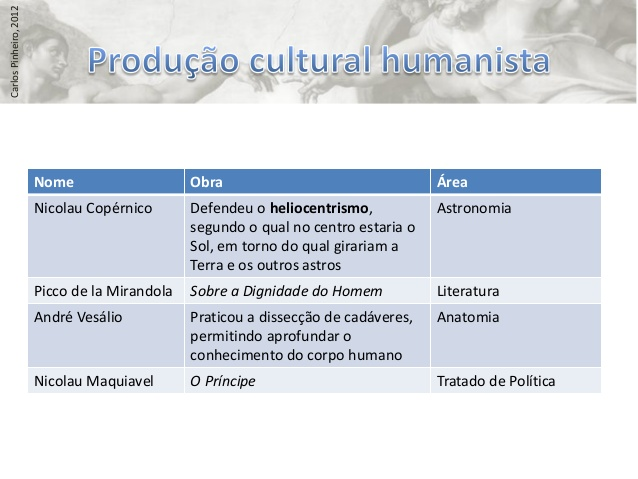 Carlos Pinheiro, 2012
Produção cultural humanista
Nome Obra Área
Nicolau Copérnico Defendeu o heliocentrismo, Astronomia
segundo o qual no centro estaria o
Sol, em torno do qual girariam a
Terra e os outros astros
Picco de la Mirandola Sobre a Dignidade do Homem Literatura
André Vesálio Praticou a dissecção de cadáveres, Anatomia
permitindo aprofundar o
conhecimento do corpo humano
Nicolau Maquiavel O Príncipe Tratado de Política